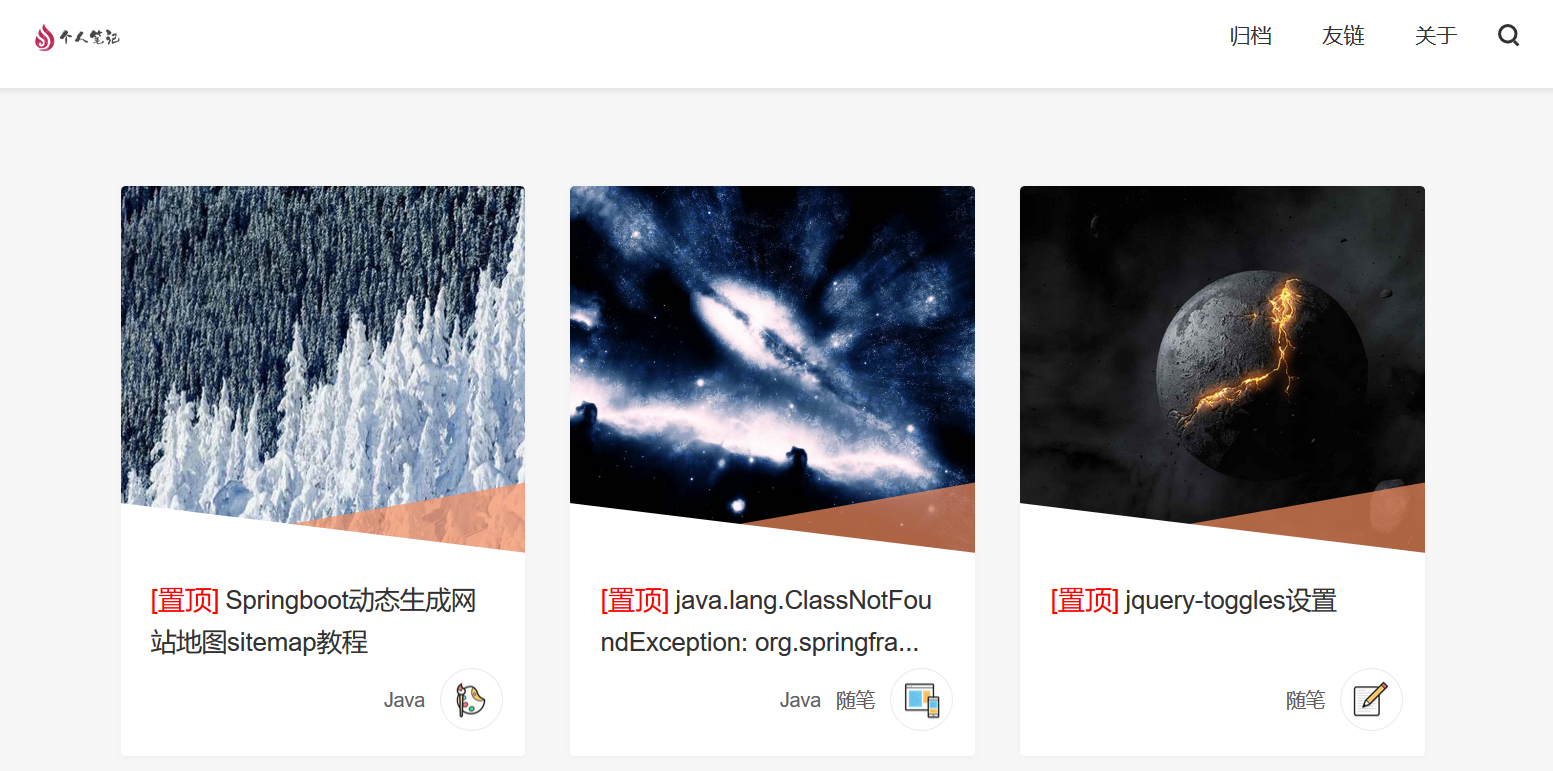 个人笔记
归档 友链 关于
[置顶] Springboot动态生成网
站地图sitemap教程
Java
[置顶] java.lang.ClassNotFou
ndException: org.springfra...
Java 随笔
[置顶] jquery-toggles设置
随笔